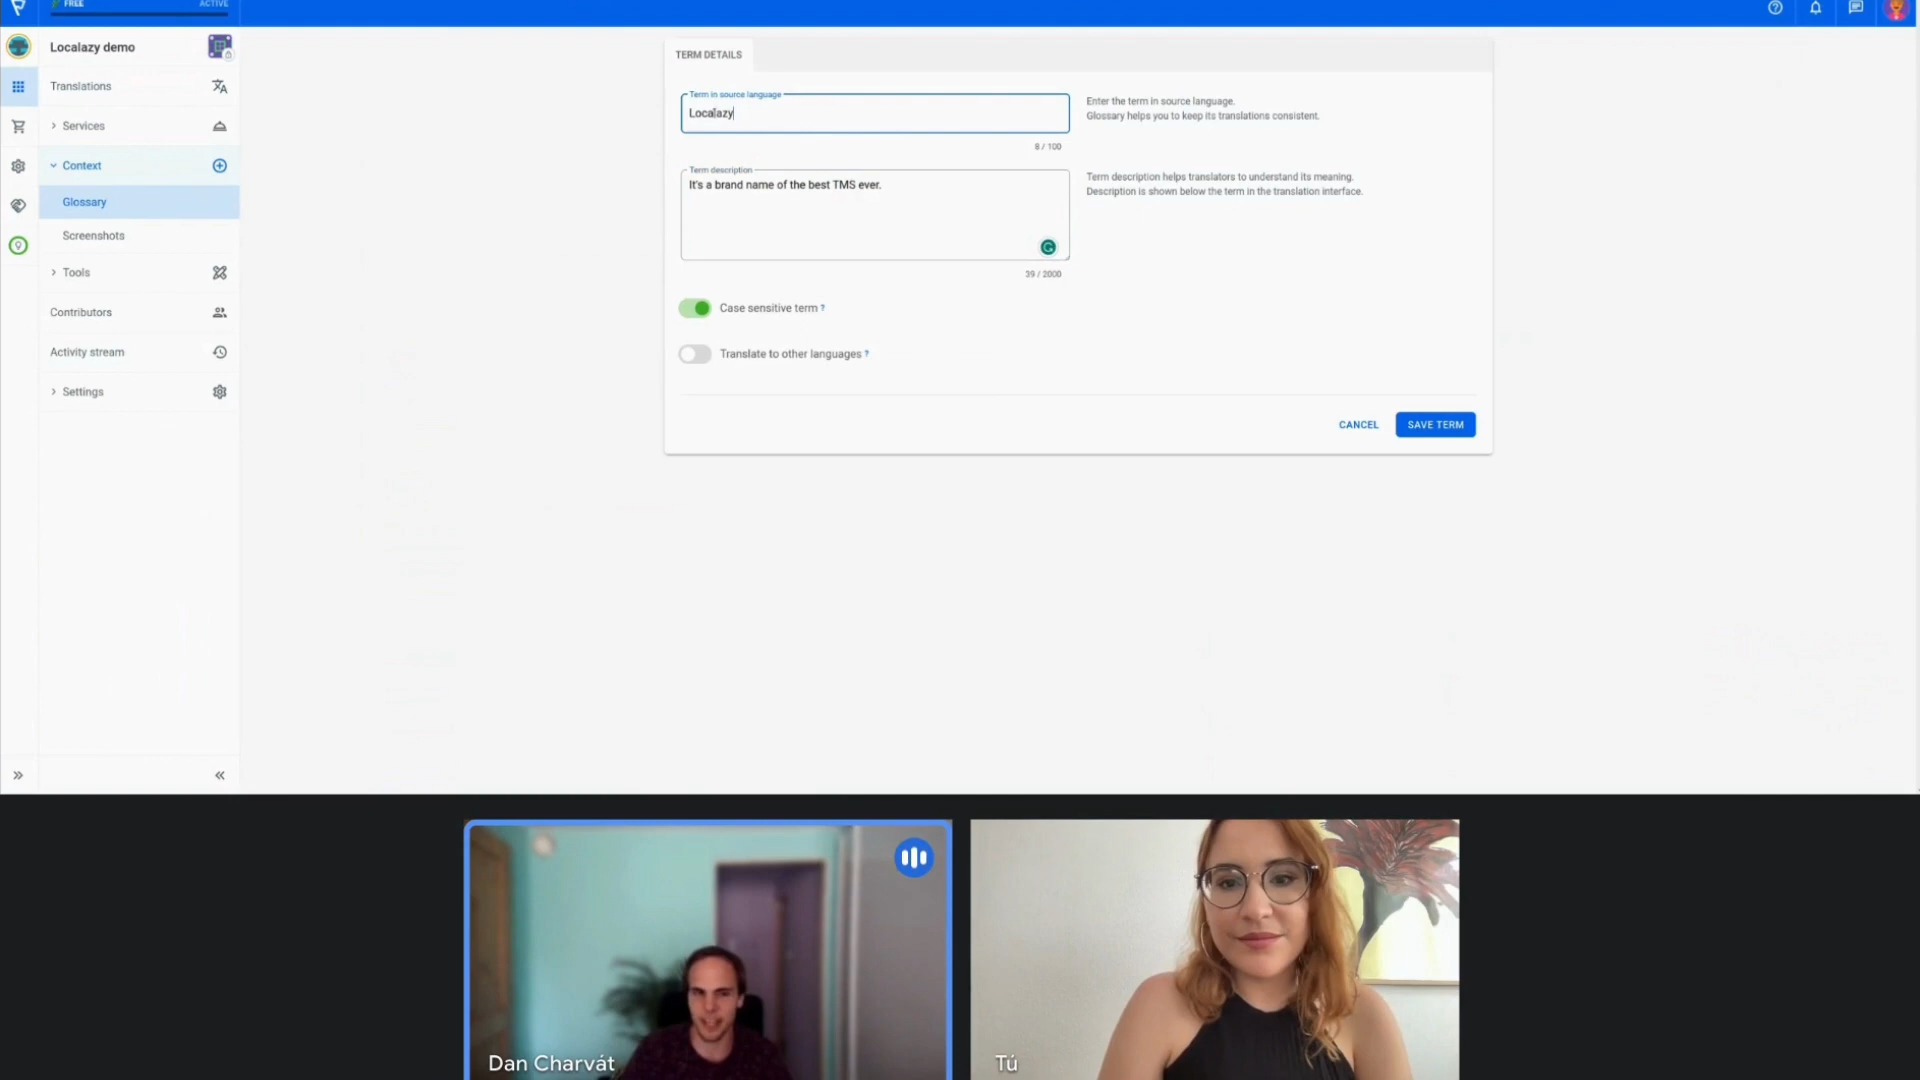 FREE
ACTIVE
Localazy demo
Translations
Services
Context
Glossary
Screenshots
Tools
Contributors
Activity stream
Settings
TERM DETAILS
Term in source language
Localazy
8 / 100
Enter the term in source language.
Glossary helps you to keep its translations consistent.
Term description
It's a brand name of the best TMS ever.
39 / 2000
Term description helps translators to understand its meaning.
Description is shown below the term in the translation interface.
Case sensitive term ?
Translate to other languages ?
CANCEL
SAVE TERM
Dan Charvát
Tú